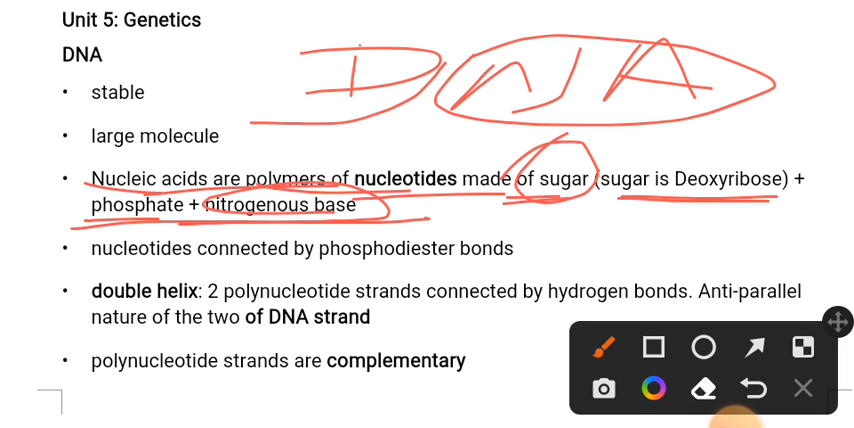 Unit 5: Genetics
DNA
DNA
• stable
• large molecule
• Nucleic acids are polymers of nucleotides made of sugar (sugar is Deoxyribose) +
phosphate + nitrogenous base
• nucleotides connected by phosphodiester bonds
• double helix: 2 polynucleotide strands connected by hydrogen bonds. Anti-parallel
nature of the two of DNA strand
• polynucleotide strands are complementary